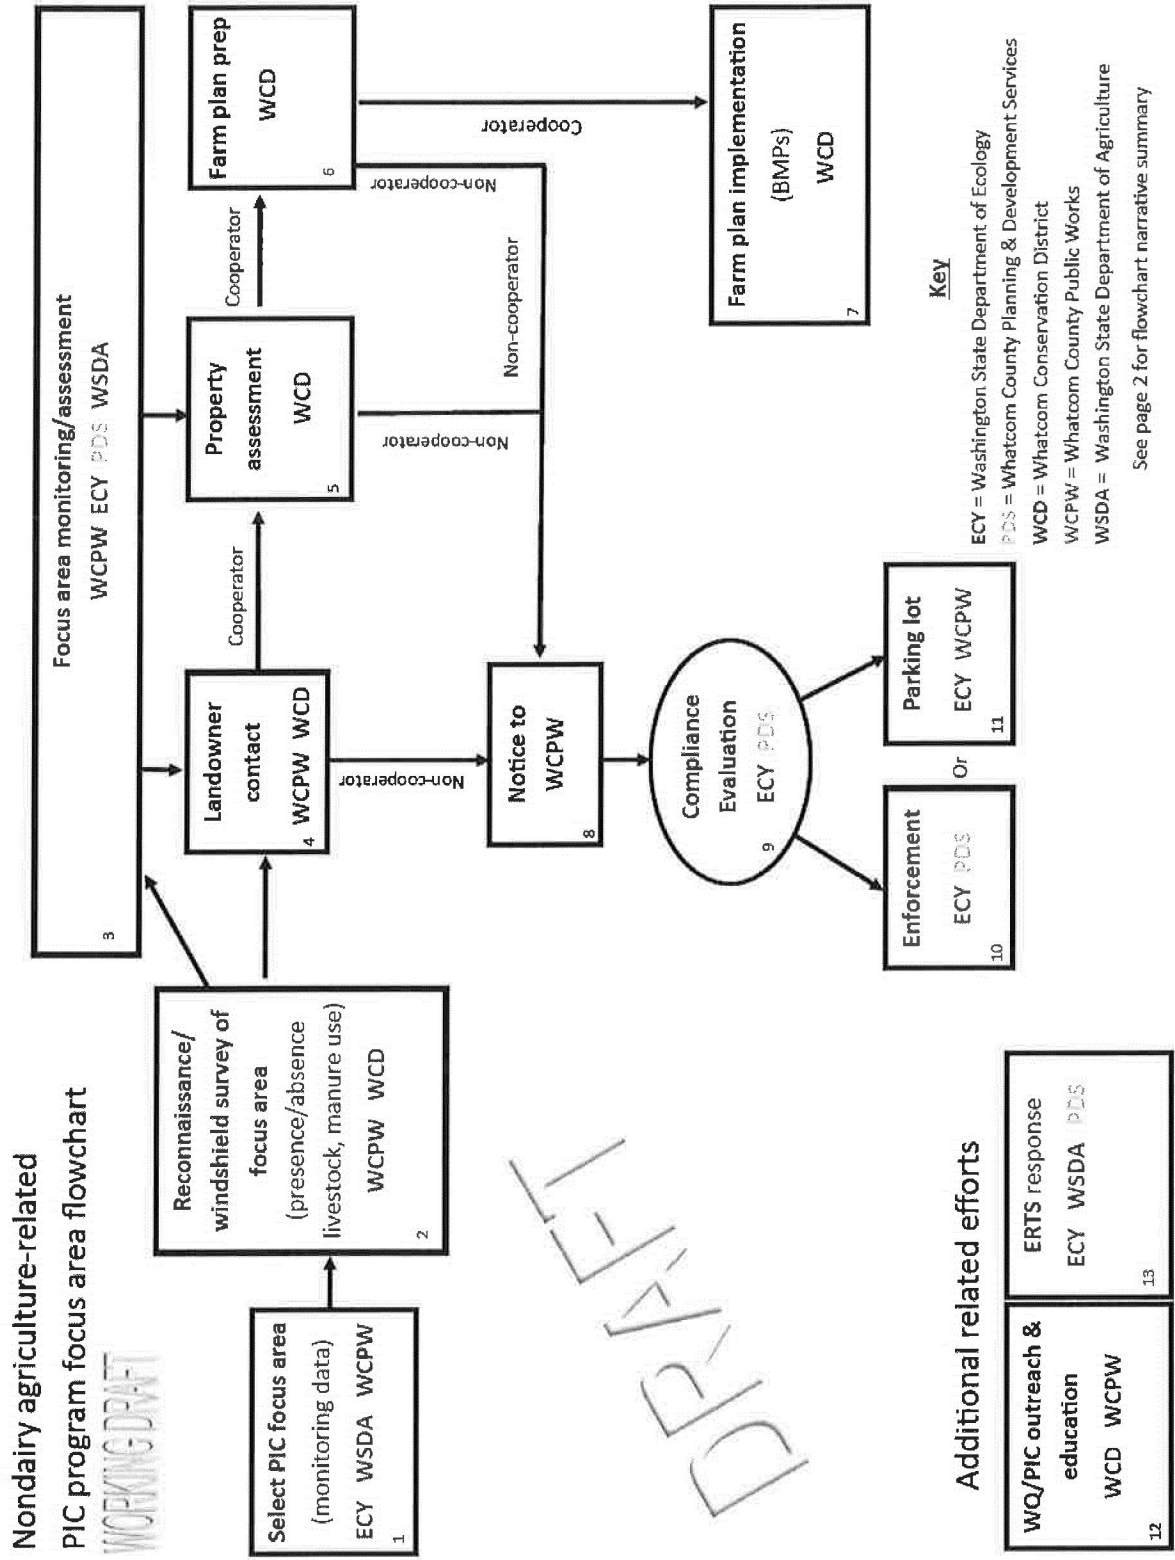 Nondairy agriculture-related
PIC program focus area flowchart
WORKING DRAFT
Select PIC focus area
(monitoring data)
ECY WSDA WCPW
1
Reconnaissance/
windshield survey of
focus area
(presence/absence
livestock, manure use)
WCPW WCD
2
Focus area monitoring/assessment
WCPW ECY PDS WSDA
3
Landowner
contact
WCPW WCD
4
Cooperator
Property
assessment
WCD
5
Cooperator
Farm plan prep
WCD
6
Non-cooperator
Non-cooperator
Non-cooperator
Non-cooperator
Cooperator
Farm plan implementation
(BMPs)
WCD
7
Notice to
WCPW
8
Compliance
Evaluation
ECY PDS
9
Enforcement
ECY PDS
10
Or
Parking lot
ECY WCPW
11
DRAFT
Key
ECY = Washington State Department of Ecology
PDS = Whatcom County Planning & Development Services
WCD = Whatcom Conservation District
WCPW = Whatcom County Public Works
WSDA = Washington State Department of Agriculture
See page 2 for flowchart narrative summary
Additional related efforts
WQ/PIC outreach &
education
WCD WCPW
12
ERTS response
ECY WSDA PDS
13